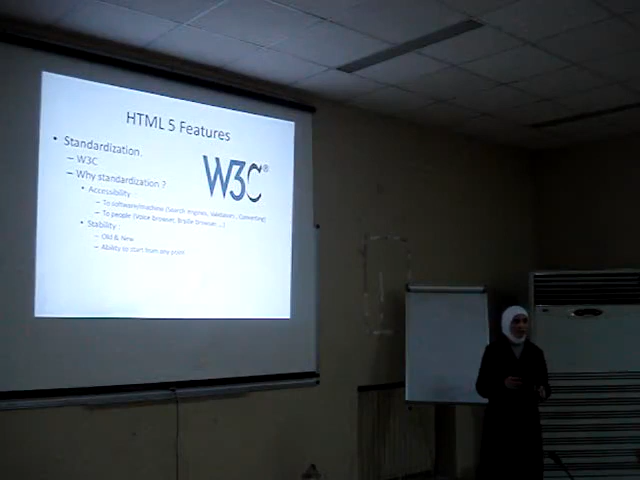 HTML 5 Features
• Standardization.
– W3C
– Why standardization ?
W3C®
• Accessibility :
– To software/machine (Search engines, Validators, Converting)
– To people (Voice browser, Braille browser ...)
• Stability :
– Old & New
– Ability to start from any point